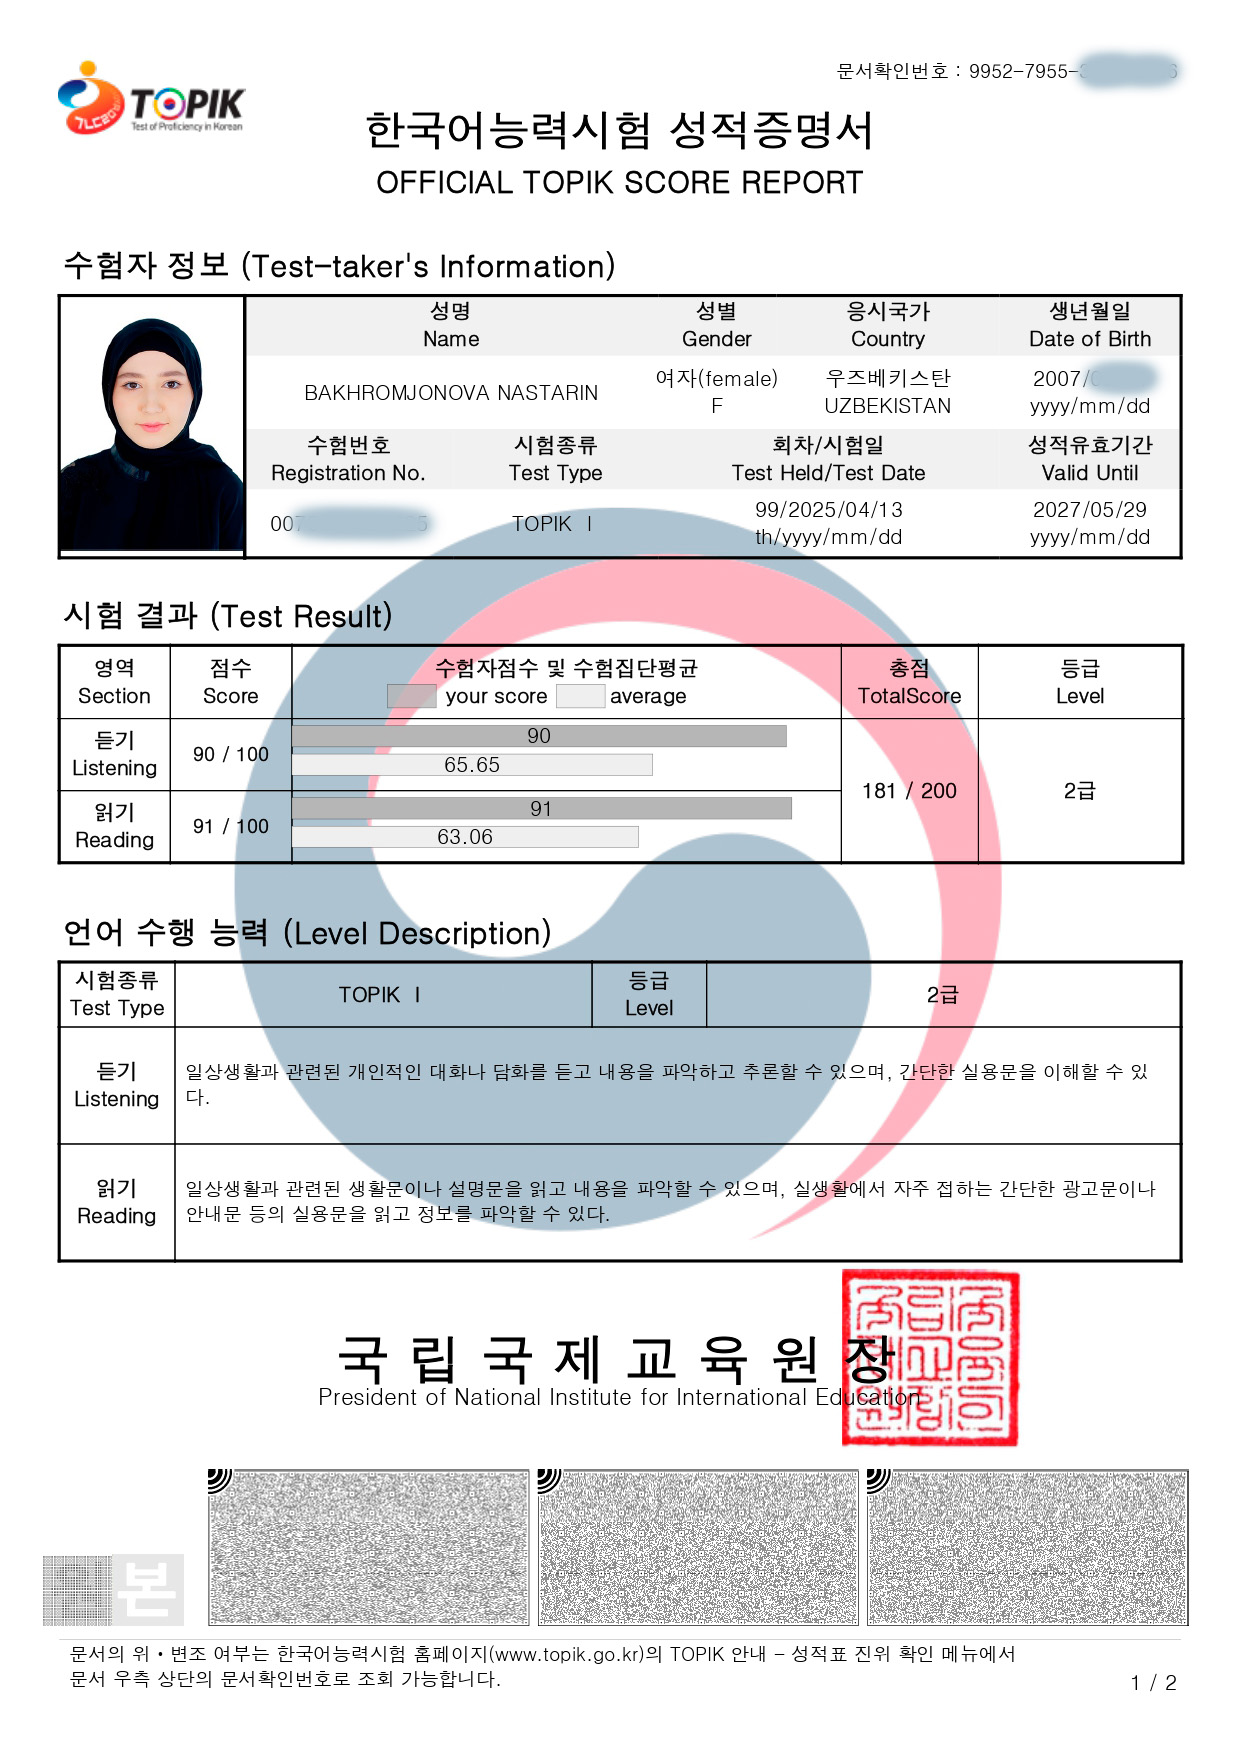 문서확인번호 : 9952-7955-
TOPIK
Test of Proficiency in Korean
한국어능력시험 성적증명서
OFFICIAL TOPIK SCORE REPORT
수험자 정보 (Test-taker's Information)
성명 성별 응시국가 생년월일
Name Gender Country Date of Birth
BAKHROMJONOVA NASTARIN 여자(female) 우즈베키스탄 2007/
F UZBEKISTAN yyyy/mm/dd
수험번호 시험종류 회차/시험일 성적유효기간
Registration No. Test Type Test Held/Test Date Valid Until
007 TOPIK I 99/2025/04/13 2027/05/29
th/yyyy/mm/dd yyyy/mm/dd
시험 결과 (Test Result)
영역 점수 수험자점수 및 수험집단평균 총점 등급
Section Score your score average TotalScore Level
듣기 90 / 100 90
Listening 65.65
181 / 200 2급
읽기 91 / 100 91
Reading 63.06
언어 수행 능력 (Level Description)
시험종류 TOPIK I 등급 2급
Test Type Level
듣기
Listening
일상생활과 관련된 개인적인 대화나 담화를 듣고 내용을 파악하고 추론할 수 있으며, 간단한 실용문을 이해할 수 있
다.
읽기
Reading
일상생활과 관련된 생활문이나 설명문을 읽고 내용을 파악할 수 있으며, 실생활에서 자주 접하는 간단한 광고문이나
안내문 등의 실용문을 읽고 정보를 파악할 수 있다.
국립국제교육원장
President of National Institute for International Education
본
문서의 위•변조 여부는 한국어능력시험 홈페이지(www.topik.go.kr)의 TOPIK 안내 - 성적표 진위 확인 메뉴에서
문서 우측 상단의 문서확인번호로 조회 가능합니다.
1 / 2